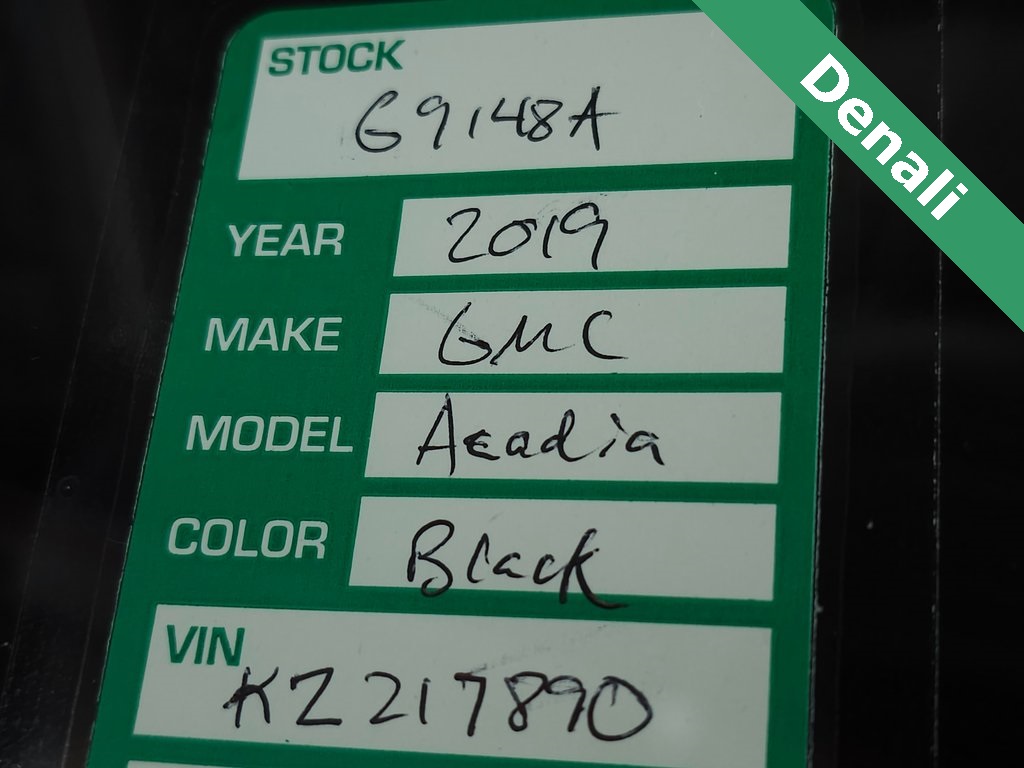 STOCK
G9148A
Denali
YEAR 2019
MAKE GMC
MODEL Acadia
COLOR Black
VIN
KZ217890